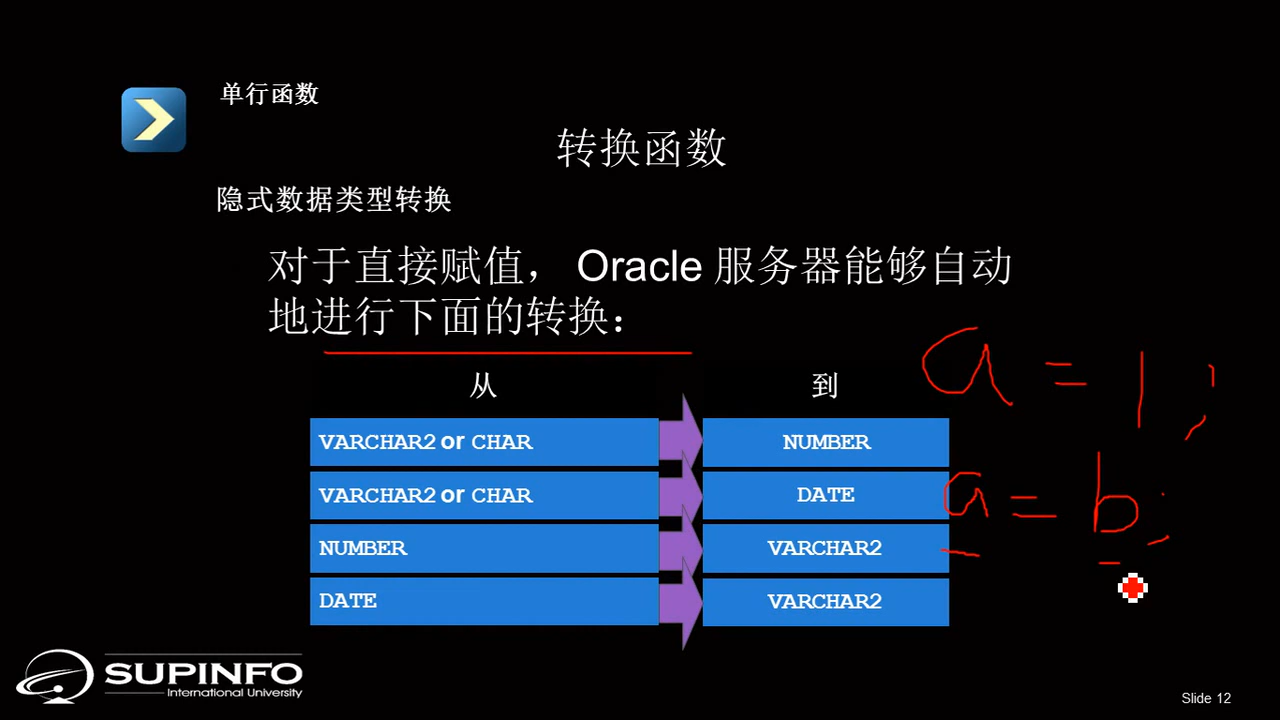 单行函数
转换函数
隐式数据类型转换
对于直接赋值， Oracle 服务器能够自动
地进行下面的转换：
从 到
VARCHAR2 or CHAR NUMBER
VARCHAR2 or CHAR DATE
NUMBER VARCHAR2
DATE VARCHAR2
a = 1 ;
a = b ;
SUPINFO
International University
Slide 12